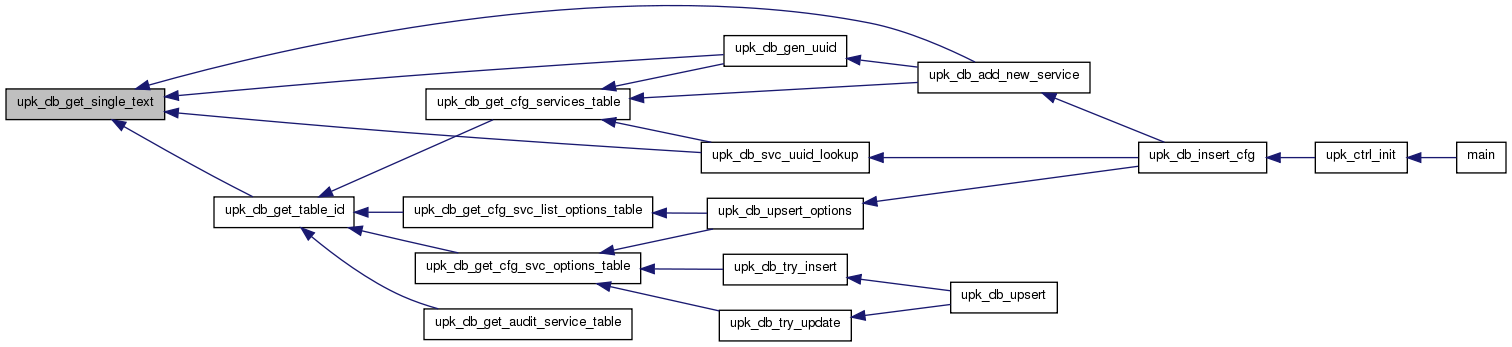 upk_db_get_single_text
upk_db_gen_uuid
upk_db_add_new_service
upk_db_get_cfg_services_table
upk_db_svc_uuid_lookup
upk_db_insert_cfg
upk_ctrl_init
main
upk_db_get_table_id
upk_db_get_cfg_svc_list_options_table
upk_db_upsert_options
upk_db_get_cfg_svc_options_table
upk_db_try_insert
upk_db_upsert
upk_db_get_audit_service_table
upk_db_try_update